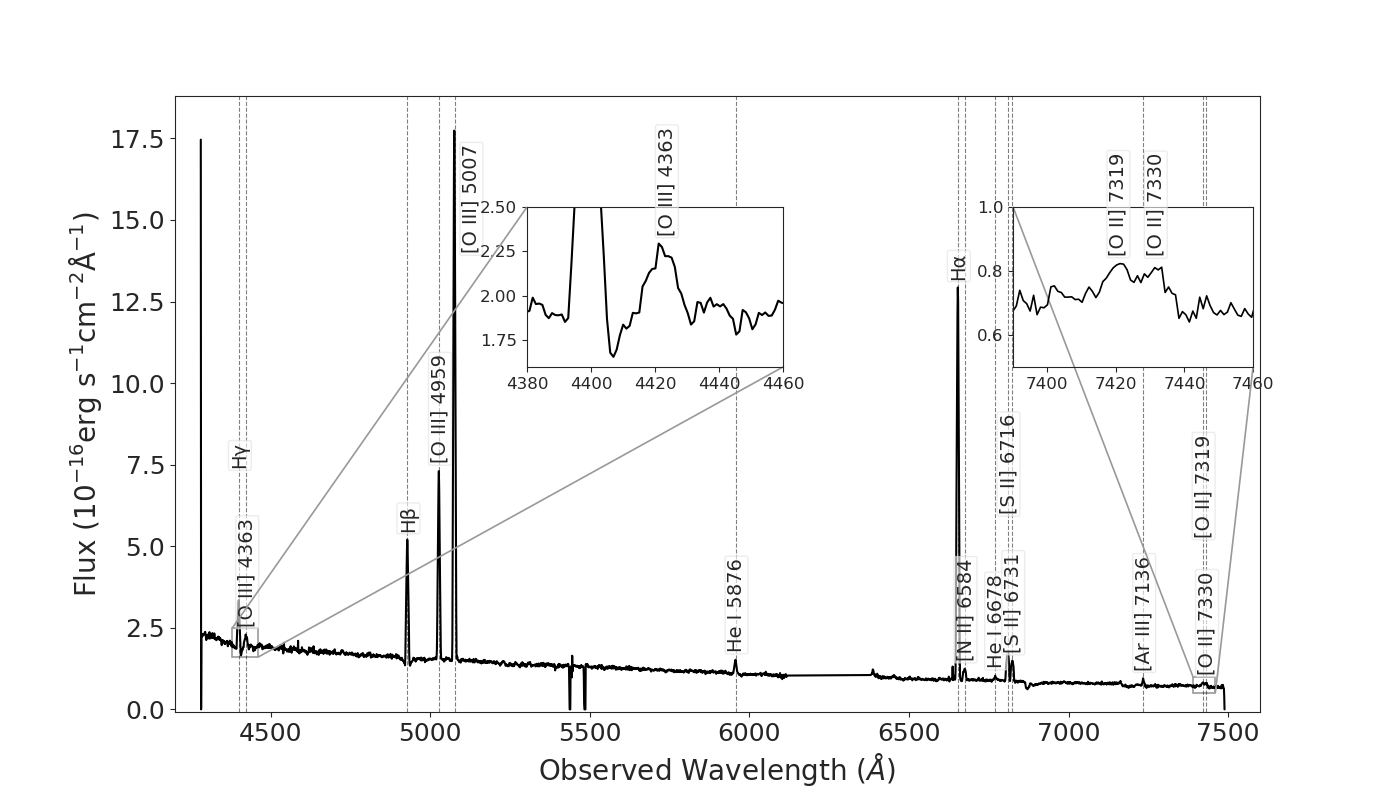 17.5
15.0
12.5
10.0
7.5
5.0
2.5
0.0
Flux (10⁻¹⁶erg s⁻¹cm⁻²Å⁻¹)
4500
5000
5500
6000
6500
7000
7500
Observed Wavelength (Å)
Hγ
[O III] 4363
Hβ
[O III] 4959
[O III] 5007
He I 5876
Hα
[N II] 6584
He I 6678
[S II] 6716
[S II] 6731
[Ar III] 7136
[O II] 7319
[O II] 7330
[O III] 4363
2.50
2.25
2.00
1.75
4380
4400
4420
4440
4460
[O II] 7319
[O II] 7330
1.0
0.8
0.6
7400
7420
7440
7460